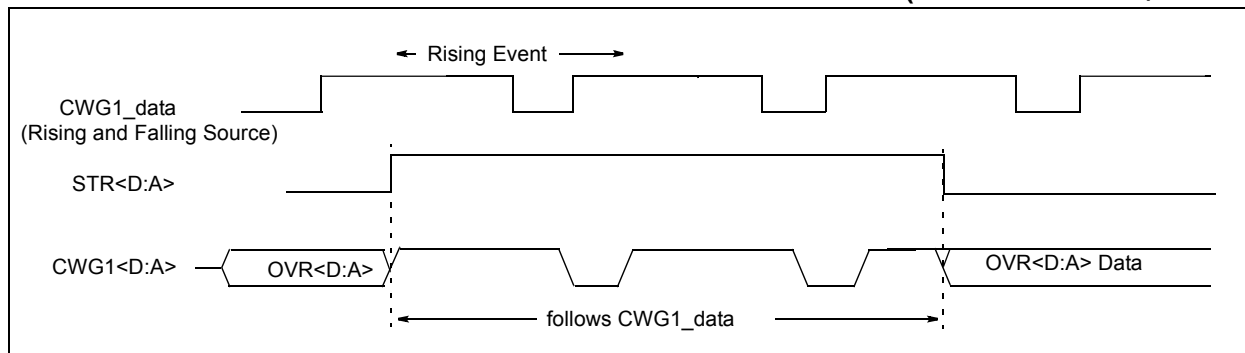 Rising Event
CWG1_data
(Rising and Falling Source)
STR<D:A>
CWG1<D:A>
OVR<D:A>
OVR<D:A> Data
follows CWG1_data